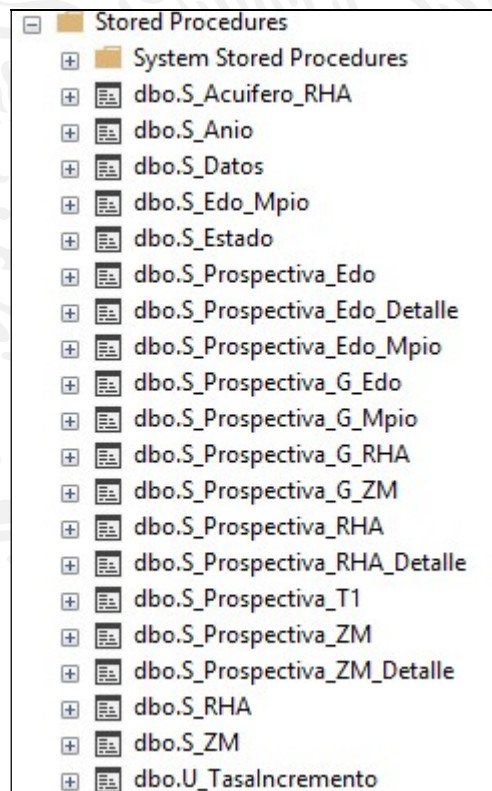 Stored Procedures
System Stored Procedures
dbo.S_Acuifero_RHA
dbo.S_Anio
dbo.S_Datos
dbo.S_Edo_Mpio
dbo.S_Estado
dbo.S_Prospectiva_Edo
dbo.S_Prospectiva_Edo_Detalle
dbo.S_Prospectiva_Edo_Mpio
dbo.S_Prospectiva_G_Edo
dbo.S_Prospectiva_G_Mpio
dbo.S_Prospectiva_G_RHA
dbo.S_Prospectiva_G_ZM
dbo.S_Prospectiva_RHA
dbo.S_Prospectiva_RHA_Detalle
dbo.S_Prospectiva_T1
dbo.S_Prospectiva_ZM
dbo.S_Prospectiva_ZM_Detalle
dbo.S_RHA
dbo.S_ZM
dbo.U_TasaIncremento